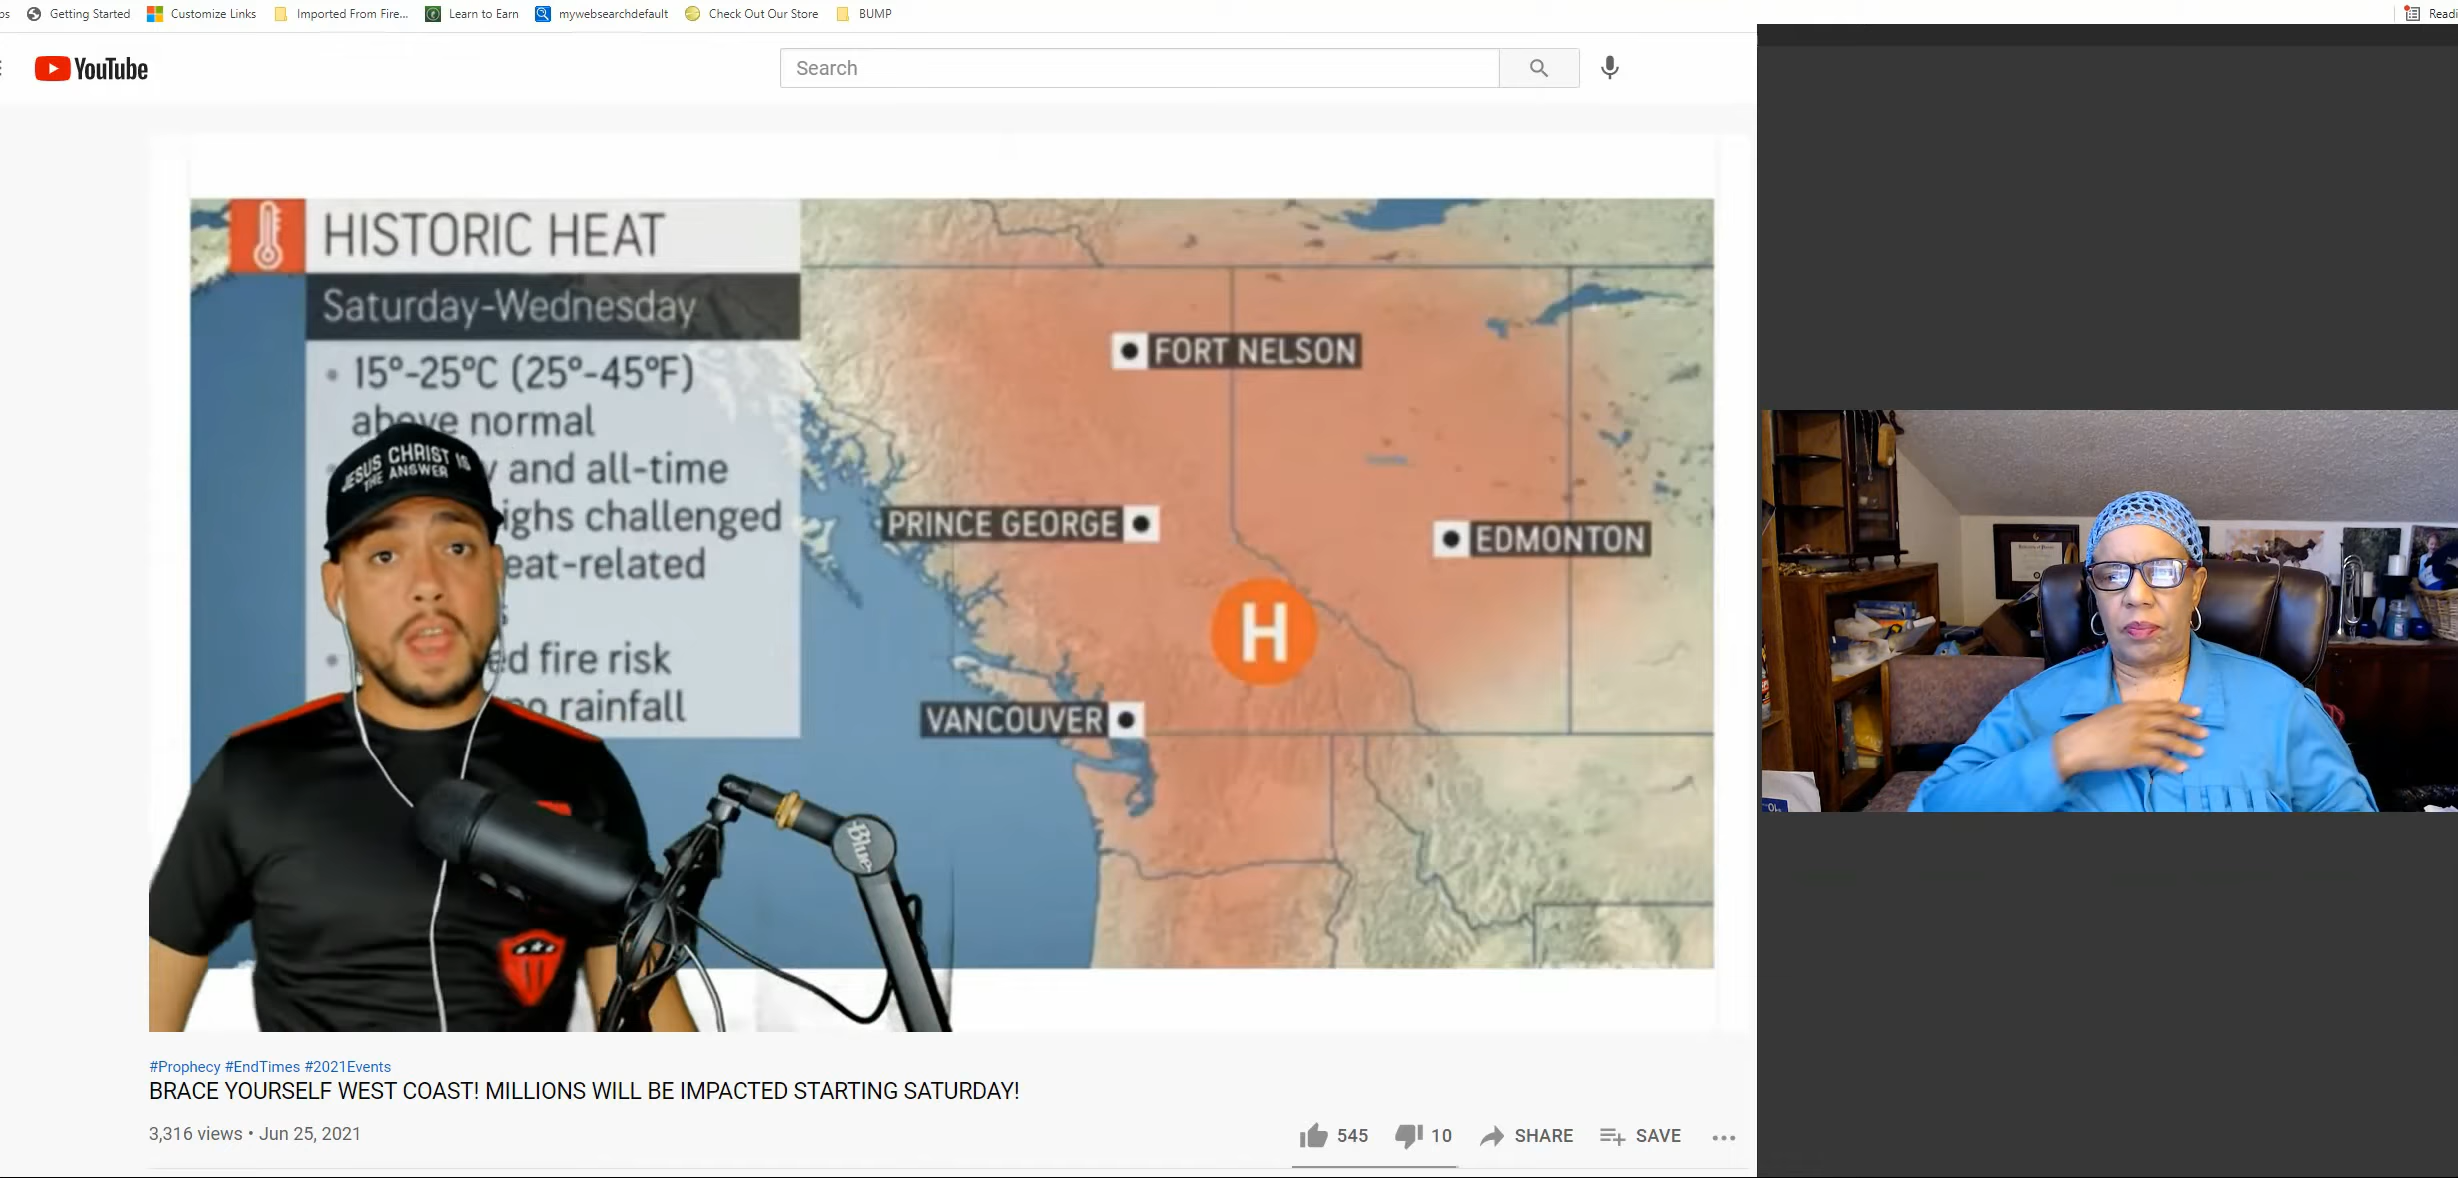 Getting Started Customize Links Imported From Fire... Learn to Earn mywebsearchdefault Check Out Our Store BUMP
YouTube
Search
HISTORIC HEAT
Saturday-Wednesday
• 15°-25°C (25°-45°F)
above normal
and all-time
challenged
fire risk
rainfall
FORT NELSON
PRINCE GEORGE
EDMONTON
H
VANCOUVER
JESUS CHRIST IS
THE ANSWER
Blue
#Prophecy #EndTimes #2021Events
BRACE YOURSELF WEST COAST! MILLIONS WILL BE IMPACTED STARTING SATURDAY!
3,316 views • Jun 25, 2021
545 10 SHARE SAVE